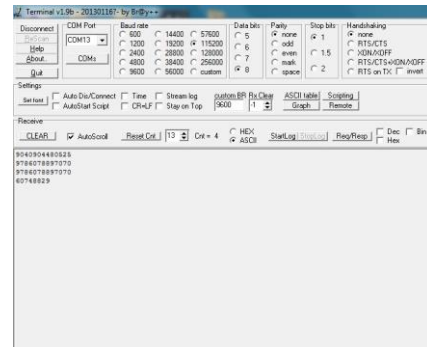 Terminal v1.9b - 20130116ݒ - by Br@y++
Disconnect
ReScan
Help
About..
Quit
COM Port
COM13
COMs
Baud rate
600 14400 57600
1200 19200 115200
2400 28800 128000
4800 38400 256000
9600 56000 custom
Data bits
5
6
7
8
Parity
none
odd
even
mark
space
Stop bits
1
1.5
2
Handshaking
none
RTS/CTS
XON/XOFF
RTS/CTS+XON/XOFF
RTS on TX invert
Settings
Set font
Auto Dis/Connect Time Stream log
AutoStart Script CR=LF Stay on Top
custom BR Rx Clear
9600 -1
ASCII table Scripting
Graph Remote
Receive
CLEAR AutoScroll Reset Cnt 13 Cnt = 4
HEX
ASCII
StartLog StopLog Req/Resp
Dec Bin
Hex
9040904480525
9786078897070
9786078897070
60748829